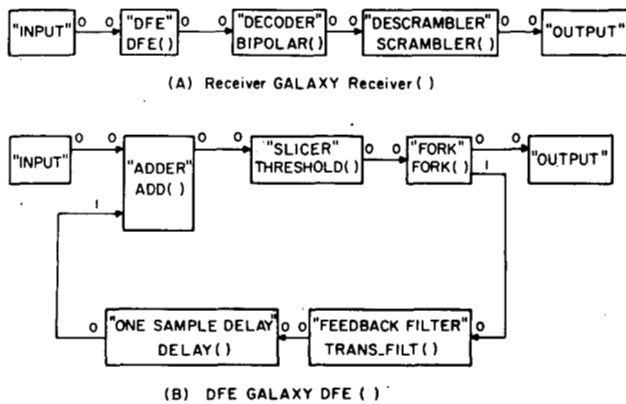 "INPUT" 0 0 "DFE" 0 0 "DECODER" 0 0 "DESCRAMBLER" 0 0 "OUTPUT"
DFE() BIPOLAR() SCRAMBLER()
(A) Receiver GALAXY Receiver()
"INPUT" 0 0 "ADDER" 0 0 "SLICER" 0 0 "FORK" 0 0 "OUTPUT"
ADD() THRESHOLD() FORK() 1
1
0 "ONE SAMPLE DELAY" 0 0 "FEEDBACK FILTER" 0
DELAY() TRANS_FILT()
(B) DFE GALAXY DFE ()